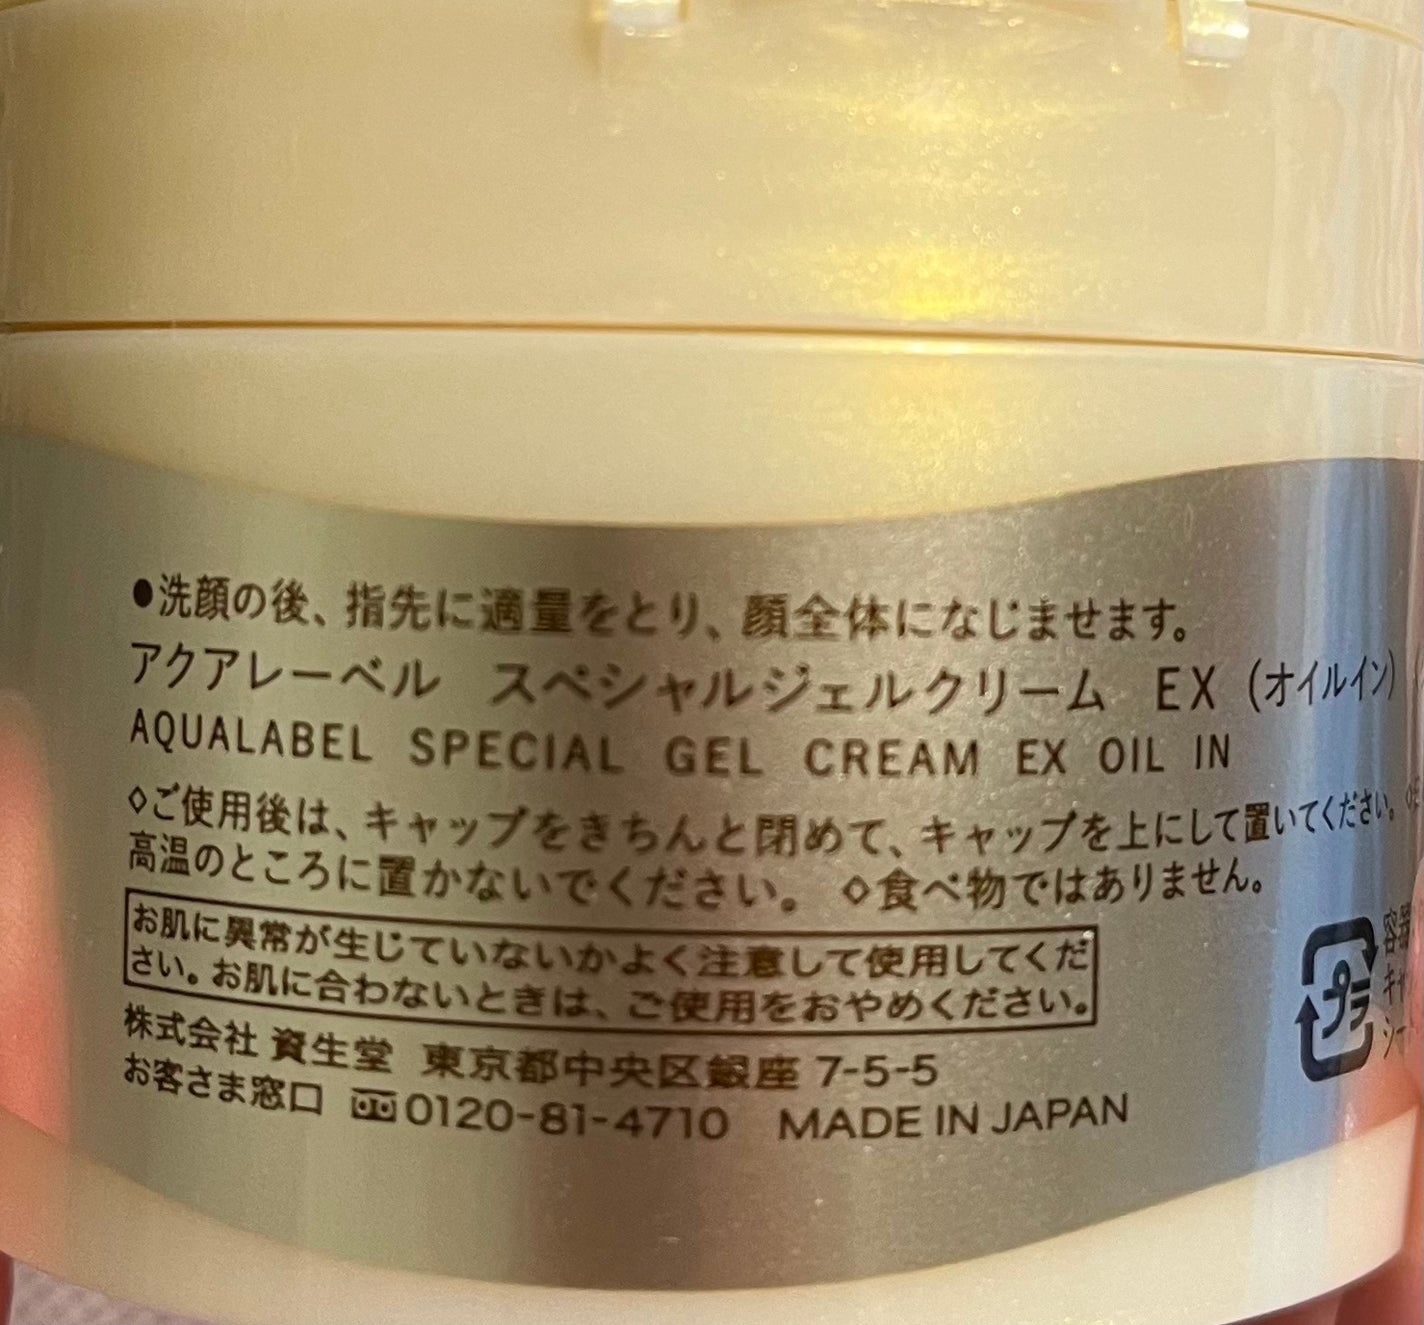 ●洗顔の後、指先に適量をとり、顔全体になじませます。
アクアレーベル スペシャルジェルクリーム EX (オイルイン)
AQUALABEL SPECIAL GEL CREAM EX OIL IN
◇ご使用後は、キャップをきちんと閉めて、キャップを上にして置いてください。
高温のところに置かないでください。 ◇食べ物ではありません。
お肌に異常が生じていないかよく注意して使用してくだ
さい。お肌に合わないときは、ご使用をおやめください。
株式会社 資生堂 東京都中央区銀座 7-5-5
お客さま窓口 0120-81-4710 MADE IN JAPAN
プラ
容器
キャ
シー